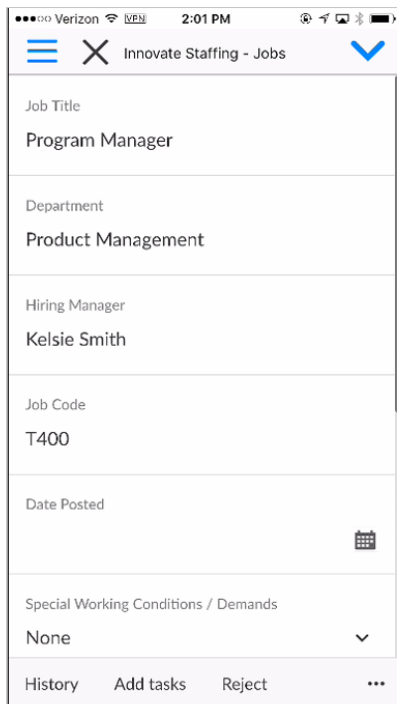 Verizon VPN 2:01 PM
Innovate Staffing - Jobs
Job Title
Program Manager
Department
Product Management
Hiring Manager
Kelsie Smith
Job Code
T400
Date Posted
Special Working Conditions / Demands
None
History Add tasks Reject